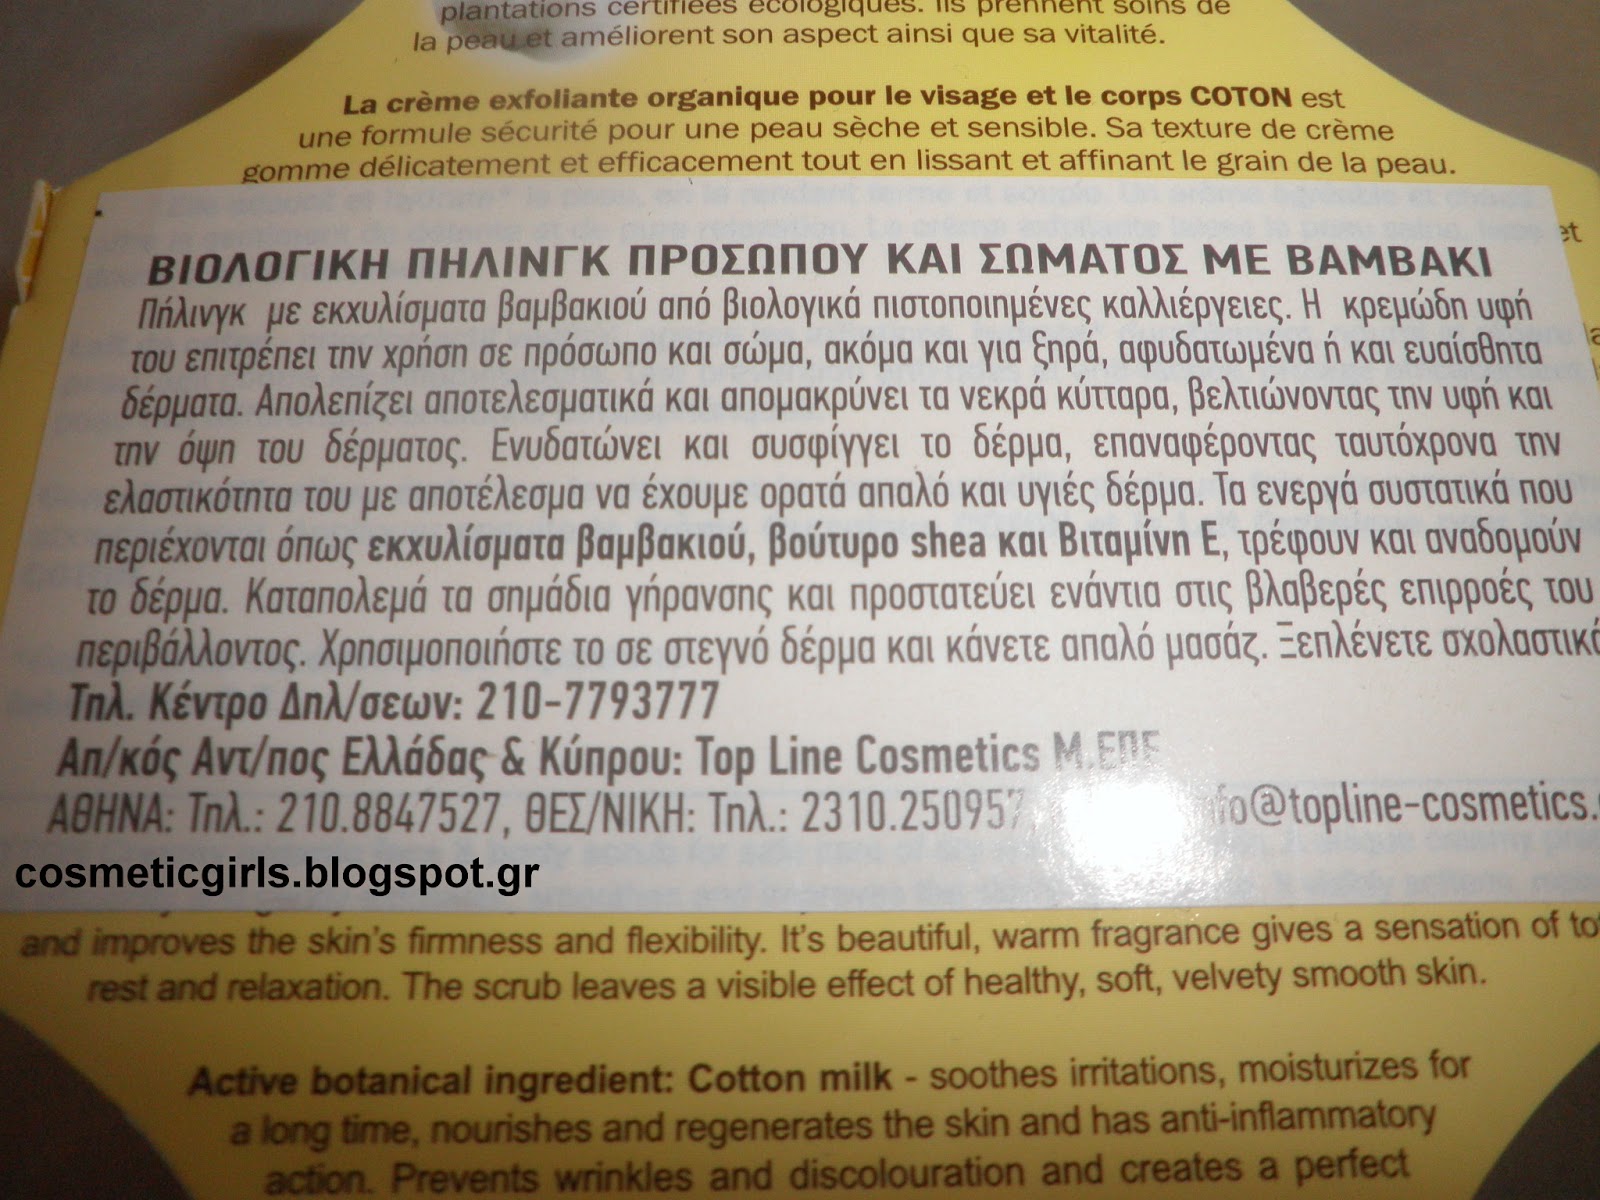 plantations certifiées écologiques. Ils prennent soins de
la peau et améliorent son aspect ainsi que sa vitalité.
La crème exfoliante organique pour le visage et le corps COTON est
une formule sécurité pour une peau sèche et sensible. Sa texture de crème
gomme délicatement et efficacement tout en lissant et affinant le grain de la peau.
et
ΒΙΟΛΟΓΙΚΗ ΠΗΛΙΝΓΚ ΠΡΟΣΩΠΟΥ ΚΑΙ ΣΩΜΑΤΟΣ ΜΕ ΒΑΜΒΑΚΙ
Πήλινγκ με εκχυλίσματα βαμβακιού από βιολογικά πιστοποιημένες καλλιέργειες. Η κρεμώδη υφή
του επιτρέπει την χρήση σε πρόσωπο και σώμα, ακόμα και για ξηρά, αφυδατωμένα ή και ευαίσθητα
δέρματα. Απολεπίζει αποτελεσματικά και απομακρύνει τα νεκρά κύτταρα, βελτιώνοντας την υφή και
την όψη του δέρματος. Ενυδατώνει και συσφίγγει το δέρμα, επαναφέροντας ταυτόχρονα την
ελαστικότητα του με αποτέλεσμα να έχουμε ορατά απαλό και υγιές δέρμα. Τα ενεργά συστατικά που
περιέχονται όπως εκχυλίσματα βαμβακιού, βούτυρο shea και Βιταμίνη Ε, τρέφουν και αναδομούν
το δέρμα. Καταπολεμά τα σημάδια γήρανσης και προστατεύει ενάντια στις βλαβερές επιρροές του
περιβάλλοντος. Χρησιμοποιήστε το σε στεγνό δέρμα και κάνετε απαλό μασάζ. Ξεπλένετε σχολαστικά
Τηλ. Κέντρο Δηλ/σεων: 210-7793777
Απ/κός Αντ/πος Ελλάδας & Κύπρου: Top Line Cosmetics Μ.ΕΠΕ
ΑΘΗΝΑ: Τηλ.: 210.8847527, ΘΕΣ/ΝΙΚΗ: Τηλ.: 2310.250957, nfo@topline-cosmetics.
cosmeticgirls.blogspot.gr
and improves the skin's firmness and flexibility. It's beautiful, warm fragrance gives a sensation of
rest and relaxation. The scrub leaves a visible effect of healthy, soft, velvety smooth skin.
Active botanical ingredient: Cotton milk - soothes irritations, moisturizes for
a long time, nourishes and regenerates the skin and has anti-inflammatory
action. Prevents wrinkles and discolouration and creates a perfect